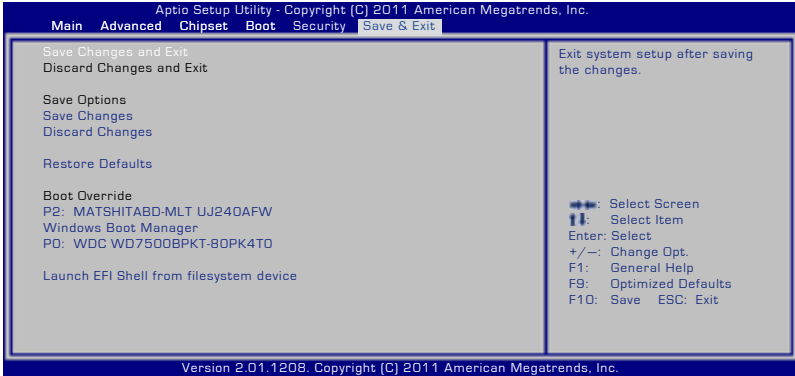 Aptio Setup Utility - Copyright (C) 2011 American Megatrends, Inc.
Main Advanced Chipset Boot Security Save & Exit
Save Changes and Exit
Discard Changes and Exit
Save Options
Save Changes
Discard Changes
Restore Defaults
Boot Override
P2: MATSHITABD-MLT UJ240AFW
Windows Boot Manager
P0: WDC WD7500BPKT-80PK4T0
Launch EFI Shell from filesystem device
Exit system setup after saving
the changes.
→←: Select Screen
↑↓: Select Item
Enter: Select
+/—: Change Opt.
F1: General Help
F9: Optimized Defaults
F10: Save ESC: Exit
Version 2.01.1208. Copyright (C) 2011 American Megatrends, Inc.